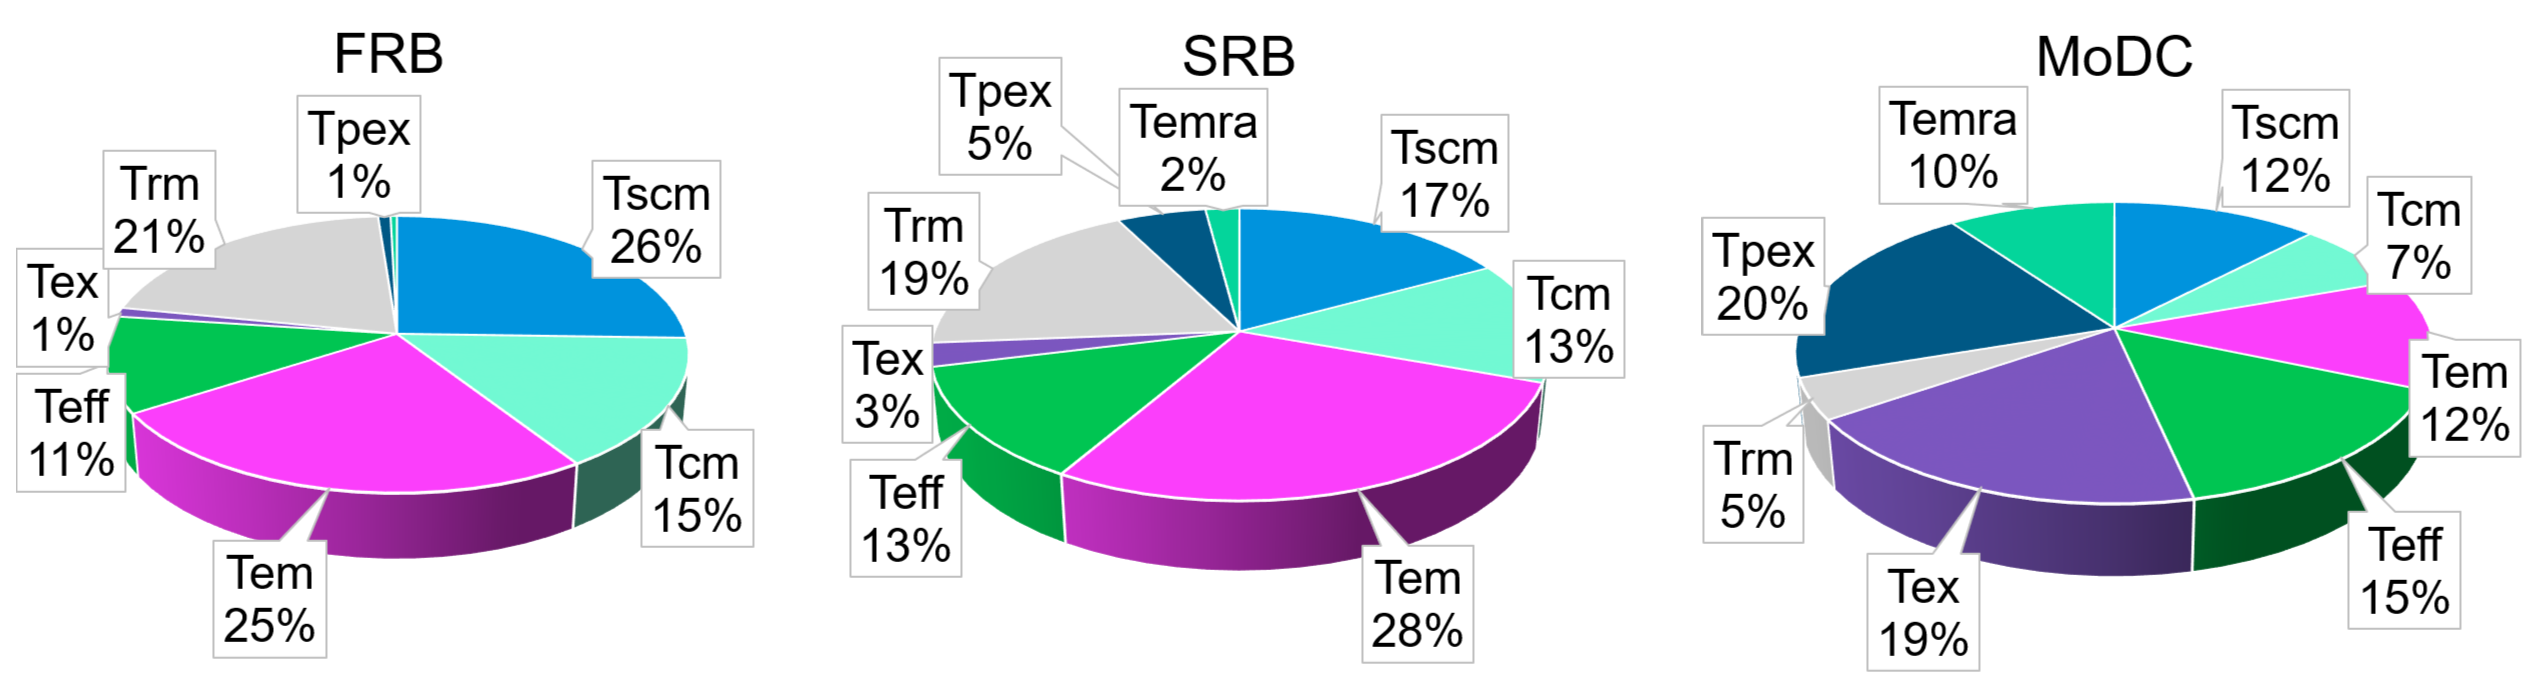 FRB
Tpex
1%
Trm
21%
Tscm
26%
Tex
1%
Teff
11%
Tcm
15%
Tem
25%
SRB
Tpex
5%
Temra
2%
Tscm
17%
Trm
19%
Tcm
13%
Tex
3%
Teff
13%
Tem
28%
MoDC
Temra
10%
Tscm
12%
Tcm
7%
Tpex
20%
Tem
12%
Trm
5%
Teff
15%
Tex
19%